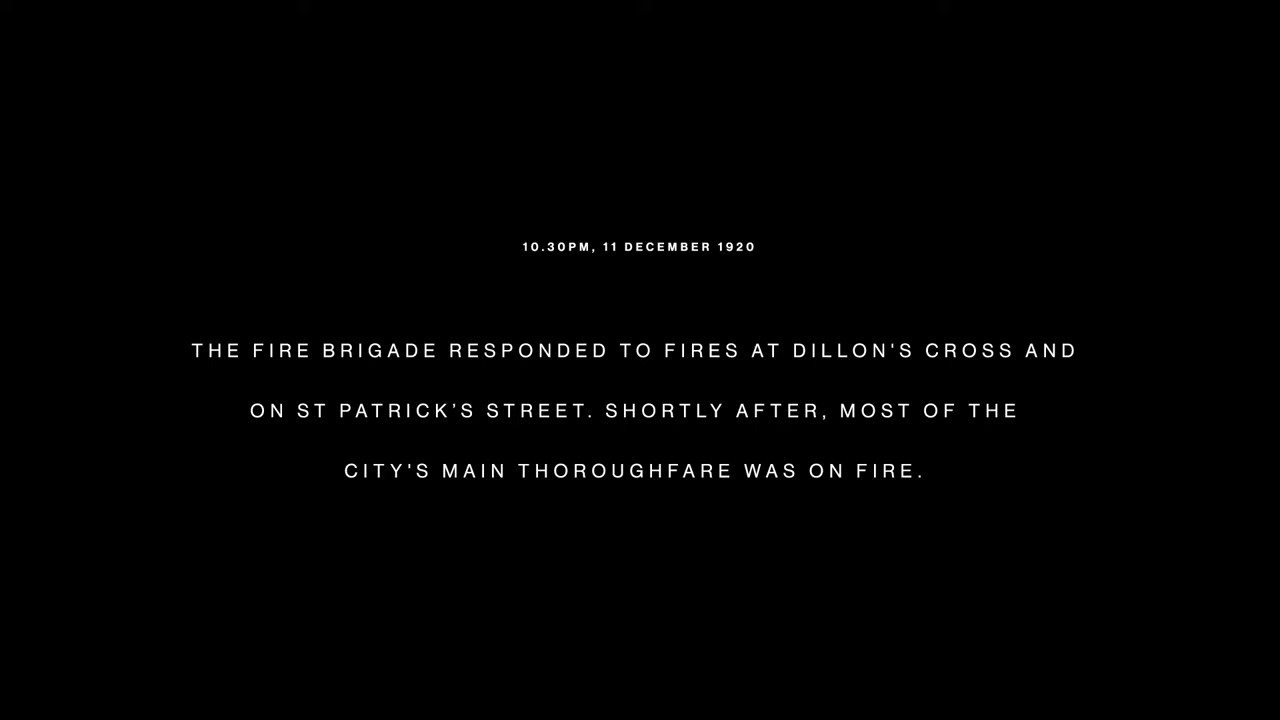 10.30PM, 11 DECEMBER 1920
THE FIRE BRIGADE RESPONDED TO FIRES AT DILLON'S CROSS AND
ON ST PATRICK’S STREET. SHORTLY AFTER, MOST OF THE
CITY'S MAIN THOROUGHFARE WAS ON FIRE.